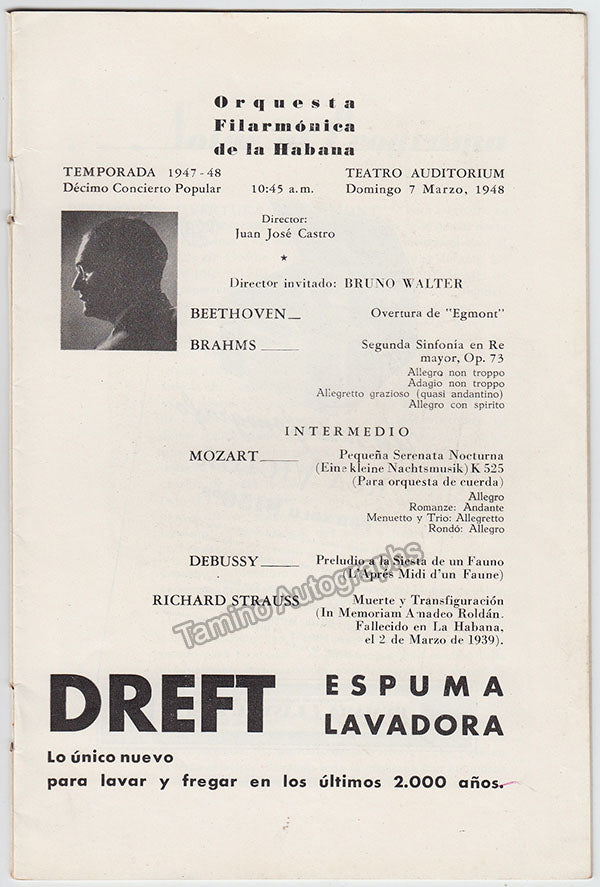 Orquesta
Filarmónica
de la Habana
TEMPORADA 1947-48 TEATRO AUDITORIUM
Décimo Concierto Popular 10:45 a.m. Domingo 7 Marzo, 1948
Director:
Juan José Castro
★
Director invitado: BRUNO WALTER
BEETHOVEN Overtura de "Egmont"
BRAHMS Segunda Sinfonía en Re
mayor, Op. 73
Allegro non troppo
Adagio non troppo
Allegretto grazioso (quasi andantino)
Allegro con spirito
INTERMEDIO
MOZART Pequeña Serenata Nocturna
(Eine kleine Nachtsmusik) K 525
(Para orquesta de cuerda)
Allegro
Romanze: Andante
Menuetto y Trio: Allegretto
Rondó: Allegro
DEBUSSY Preludio a la Siesta de un Fauno
(L'Aprés Midi d'un Faune)
RICHARD STRAUSS Muerte y Transfiguración
(In Memoriam Amadeo Roldán.
Fallecido en La Habana,
el 2 de Marzo de 1939).
Tamino Autographs
DREFT ESPUMA
LAVADORA
Lo único nuevo
para lavar y fregar en los últimos 2.000 años.